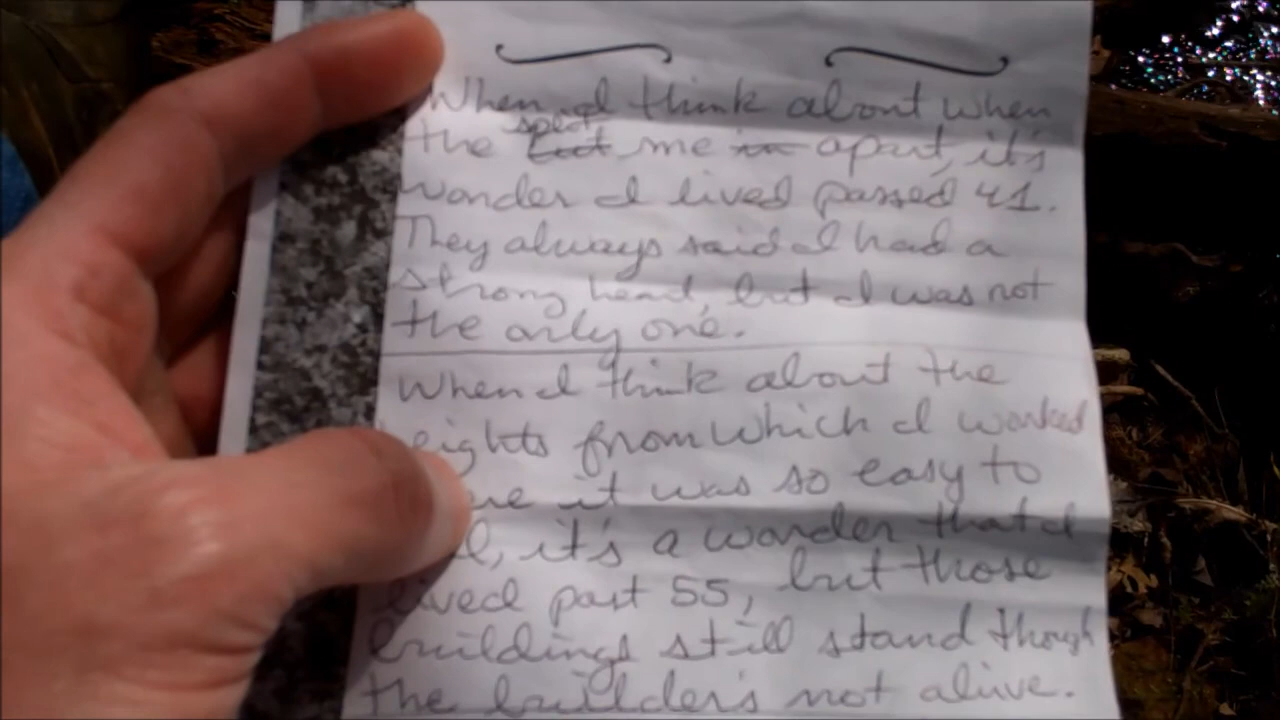 When I think about when
the split me apart, it's
wonder I lived passed 41.
They always said I had a
strong head, but I was not
the only one.
When I think about the
eights from which I worked
it was so easy to
it's a wonder that I
lived past 55, but those
buildings still stand though
the builder's not alive.